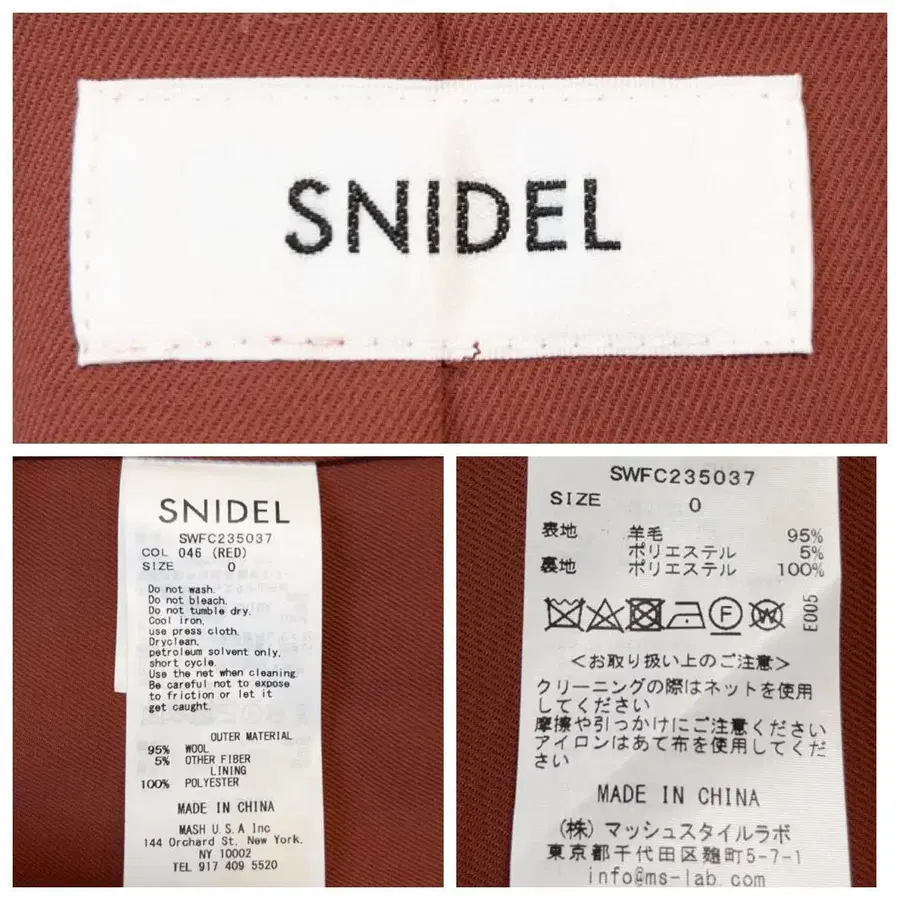 SNIDEL
SNIDEL
SWFC235037
COL 046 (RED)
SIZE 0
Do not wash.
Do not bleach.
Do not tumble dry.
Cool iron,
use press cloth.
Dryclean,
petroleum solvent only,
short cycle.
Use the net when cleaning.
Be careful not to expose
to friction or let it
get caught.
OUTER MATERIAL
95% WOOL
5% OTHER FIBER
LINING
100% POLYESTER
MADE IN CHINA
MASH U.S.A Inc
144 Orchard St. New York.
NY 10002
TEL 917 409 5520
SWFC235037
SIZE 0
表地 羊毛 95%
ポリエステル 5%
裏地 ポリエステル 100%
F W
E005
<お取り扱い上のご注意>
クリーニングの際はネットを使用
してください
摩擦や引っかけにご注意ください
アイロンはあて布を使用してくだ
さい
MADE IN CHINA
(株) マッシュスタイルラボ
東京都千代田区麹町5-7-1
info@ms-lab.com